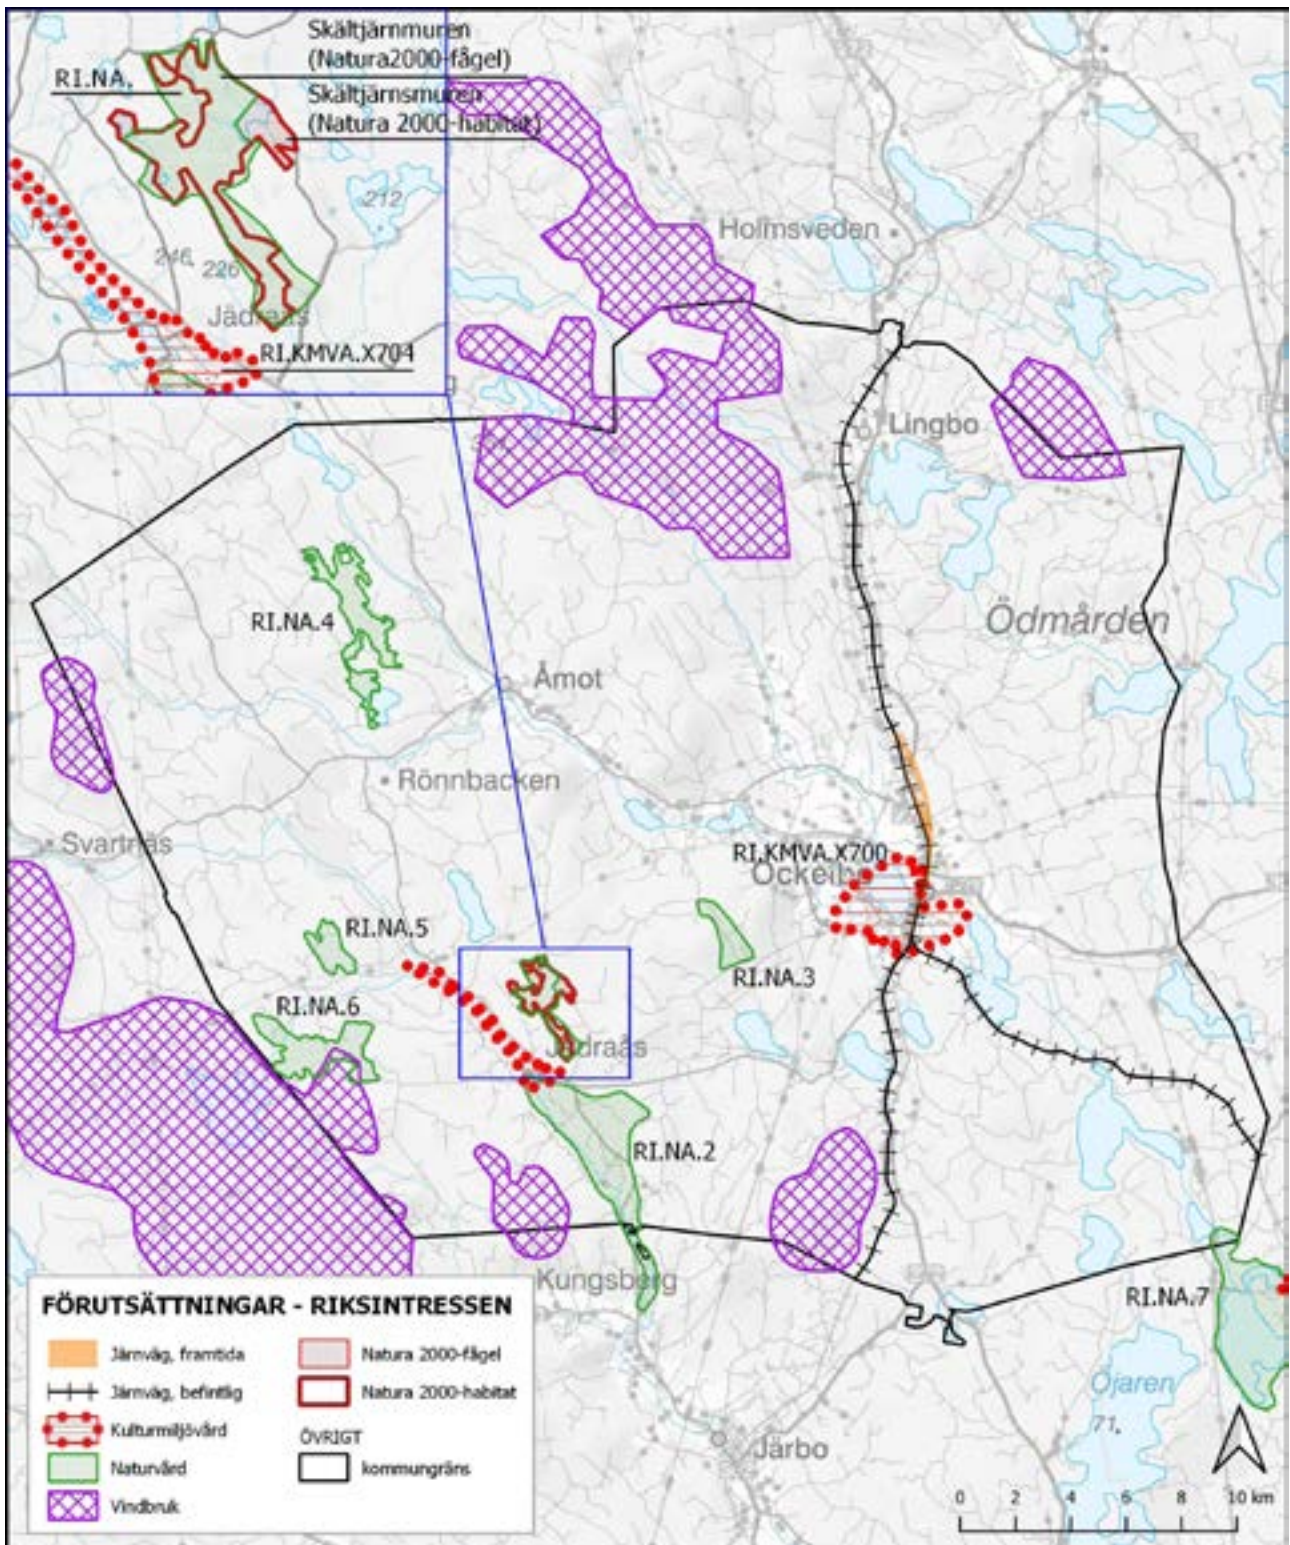 Skältjärnmuren
(Natura2000-fågel)
RI.NA.
Skältjärnsmuren
(Natura 2000-habitat)
212
246
226
Jädraås
RI.KMVA.X704
Holmsveden
Lingbo
Ödmården
RI.NA.4
Åmot
Rönnbacken
Svartnäs
RI.KMVA.X700
Ockelbo
RI.NA.5
RI.NA.3
RI.NA.6
Jädraås
RI.NA.2
Kungsberg
RI.NA.7
Ojaren
71
Järbo
FÖRUTSÄTTNINGAR - RIKSINTRESSEN
Järnväg, framtida
Järnväg, befintlig
Kulturmiljövård
Naturvård
Vindbruk
Natura 2000-fågel
Natura 2000-habitat
ÖVRIGT
kommungräns
0 2 4 6 8 10 km